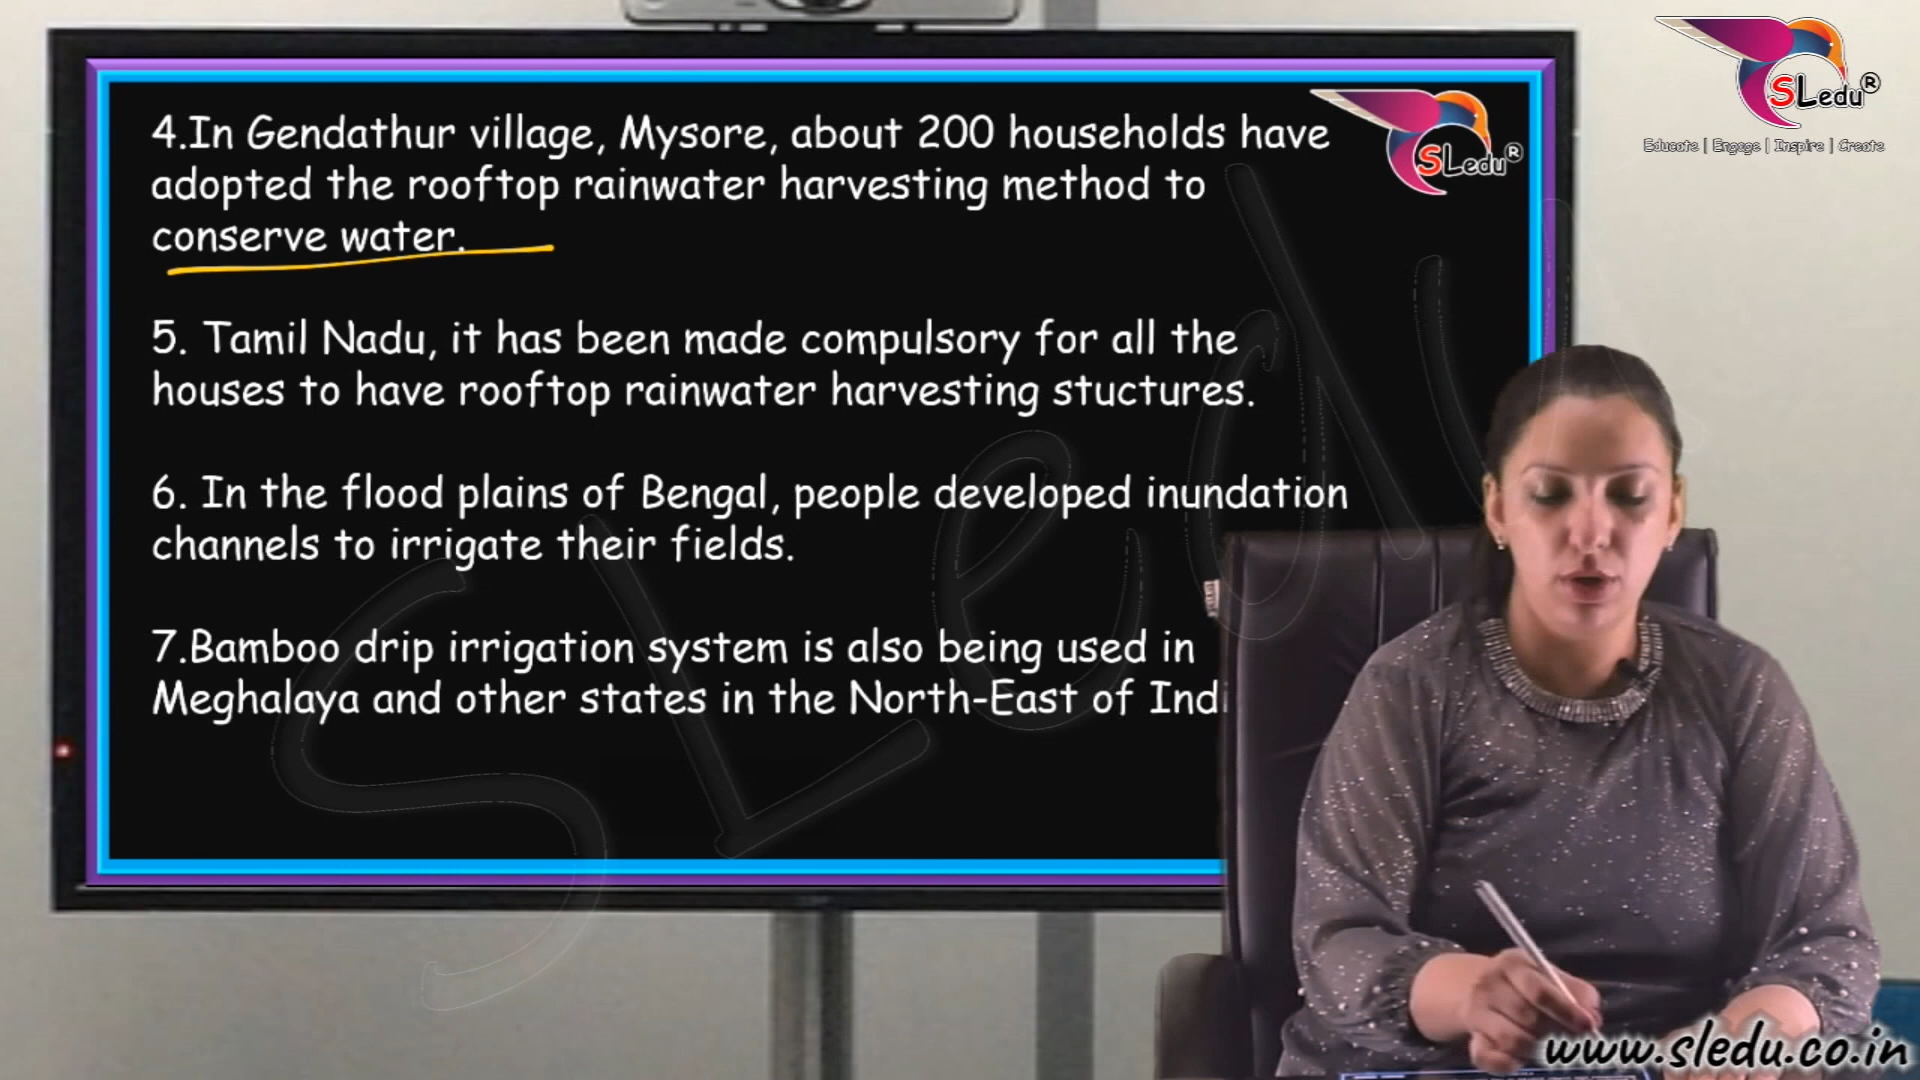 4.In Gendathur village, Mysore, about 200 households have
adopted the rooftop rainwater harvesting method to
conserve water.
5. Tamil Nadu, it has been made compulsory for all the
houses to have rooftop rainwater harvesting stuctures.
6. In the flood plains of Bengal, people developed inundation
channels to irrigate their fields.
7.Bamboo drip irrigation system is also being used in
Meghalaya and other states in the North-East of Indi
SLedu®
SLedu®
Educate | Engage | Inspire | Create
SLedu
www.sledu.co.in